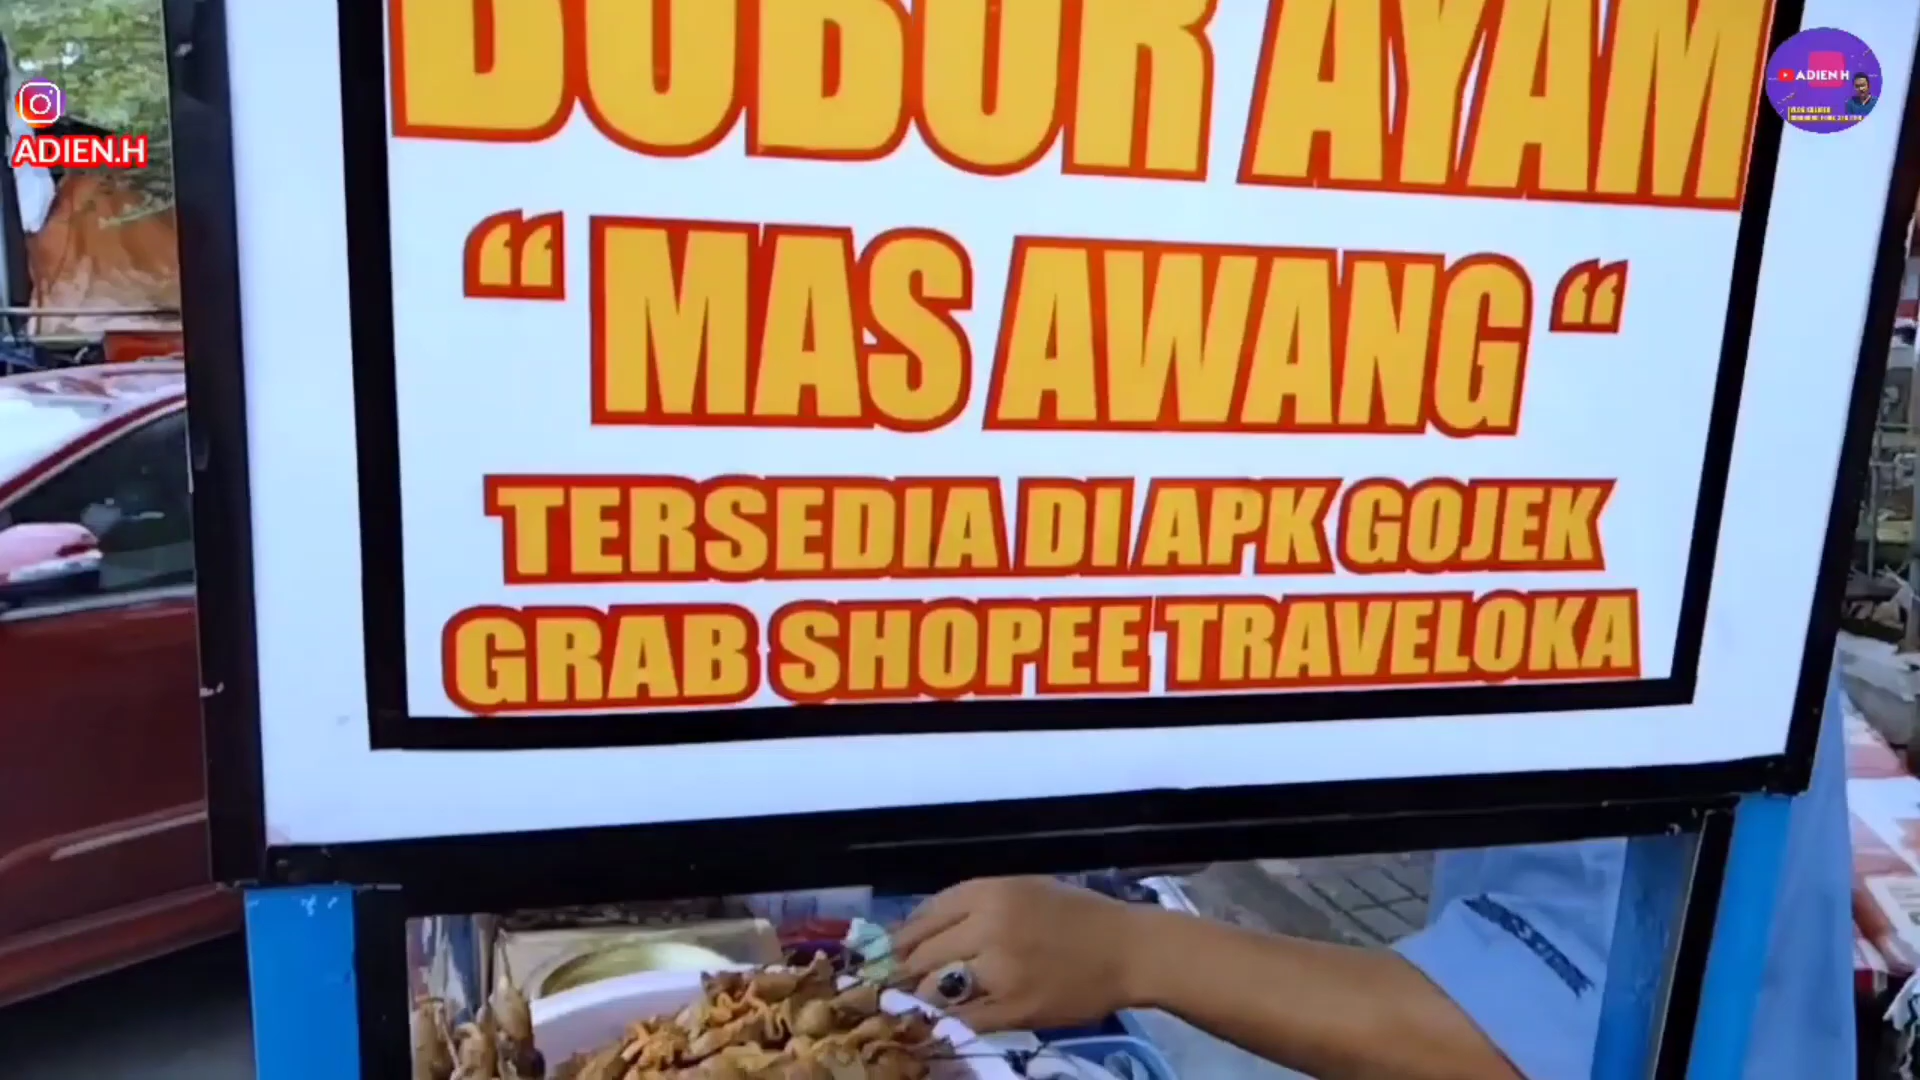 BUBUR AYAM
“ MAS AWANG “
TERSEDIA DI APK GOJEK
GRAB SHOPEE TRAVELOKA
ADIEN.H
ADIEN H